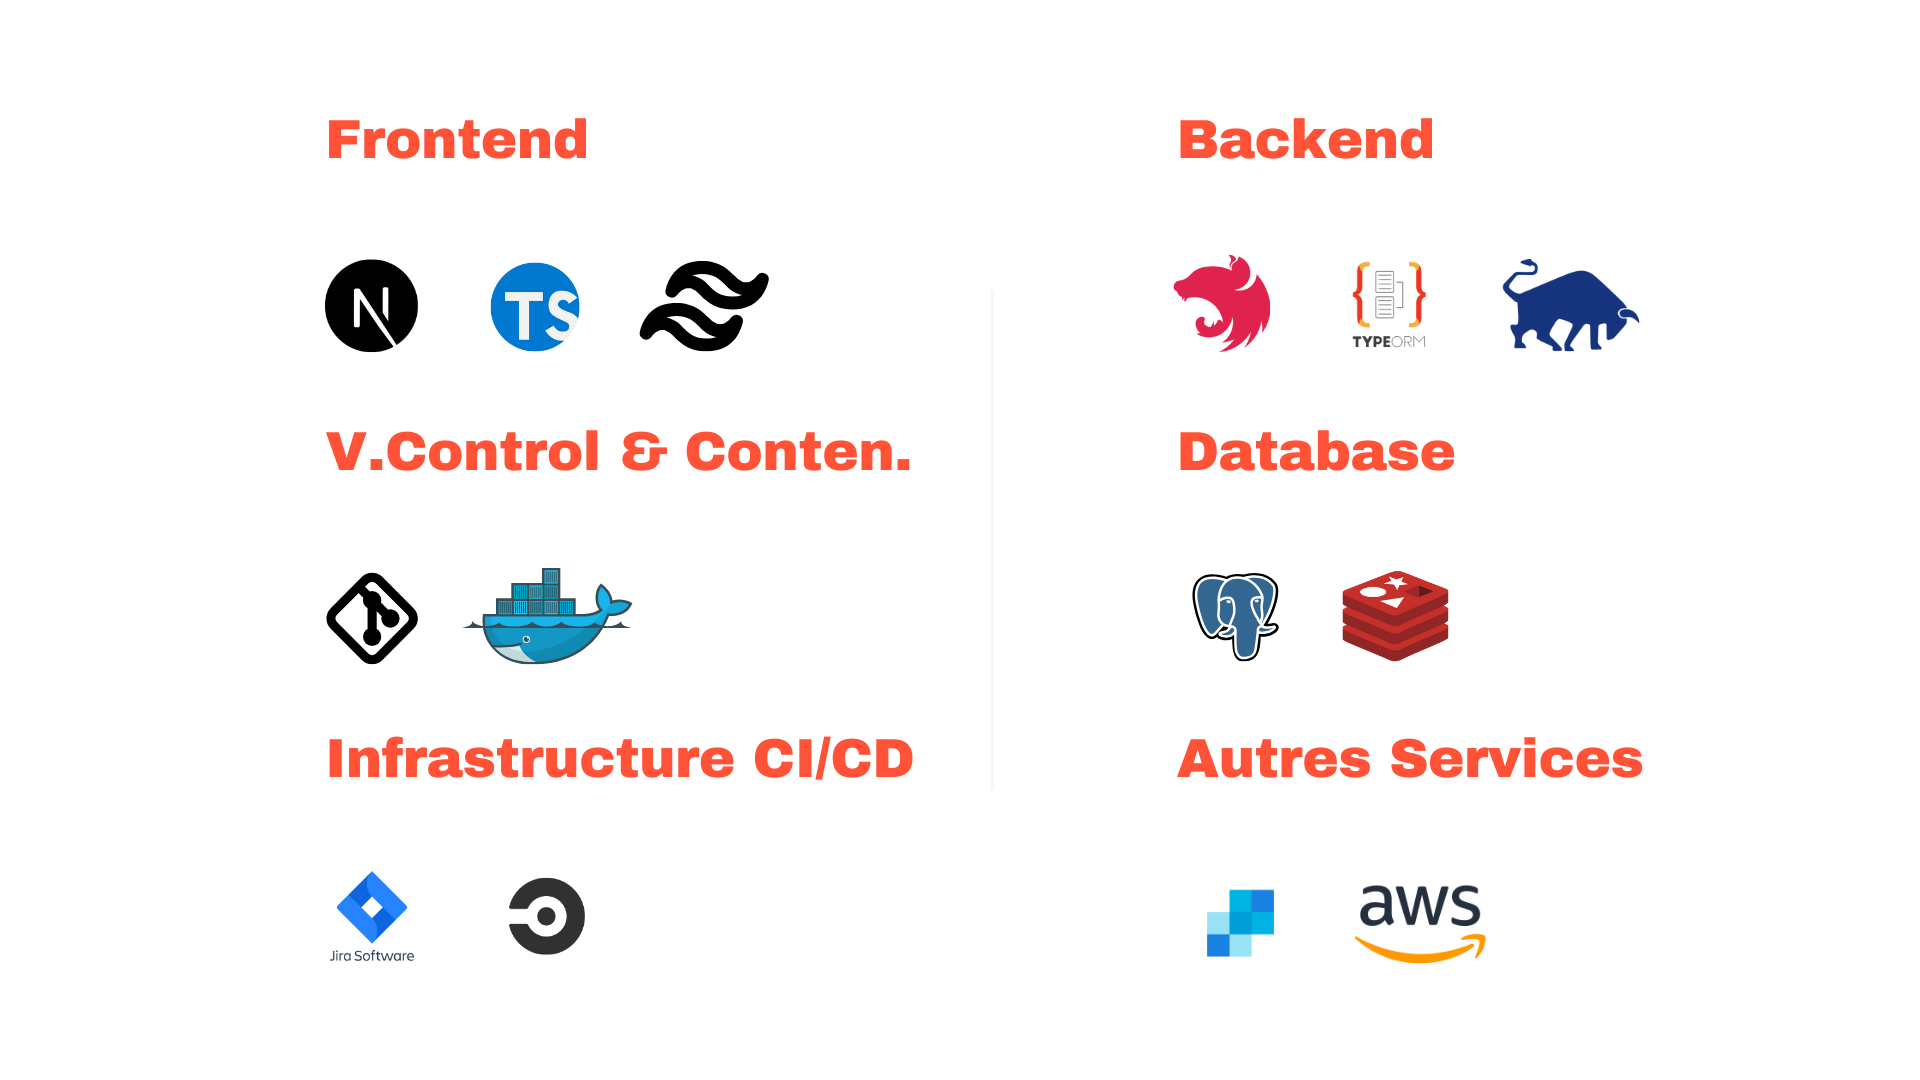 Frontend
Backend
N
TS
TYPEORM
V.Control & Conten.
Database
Infrastructure CI/CD
Autres Services
Jira Software
aws